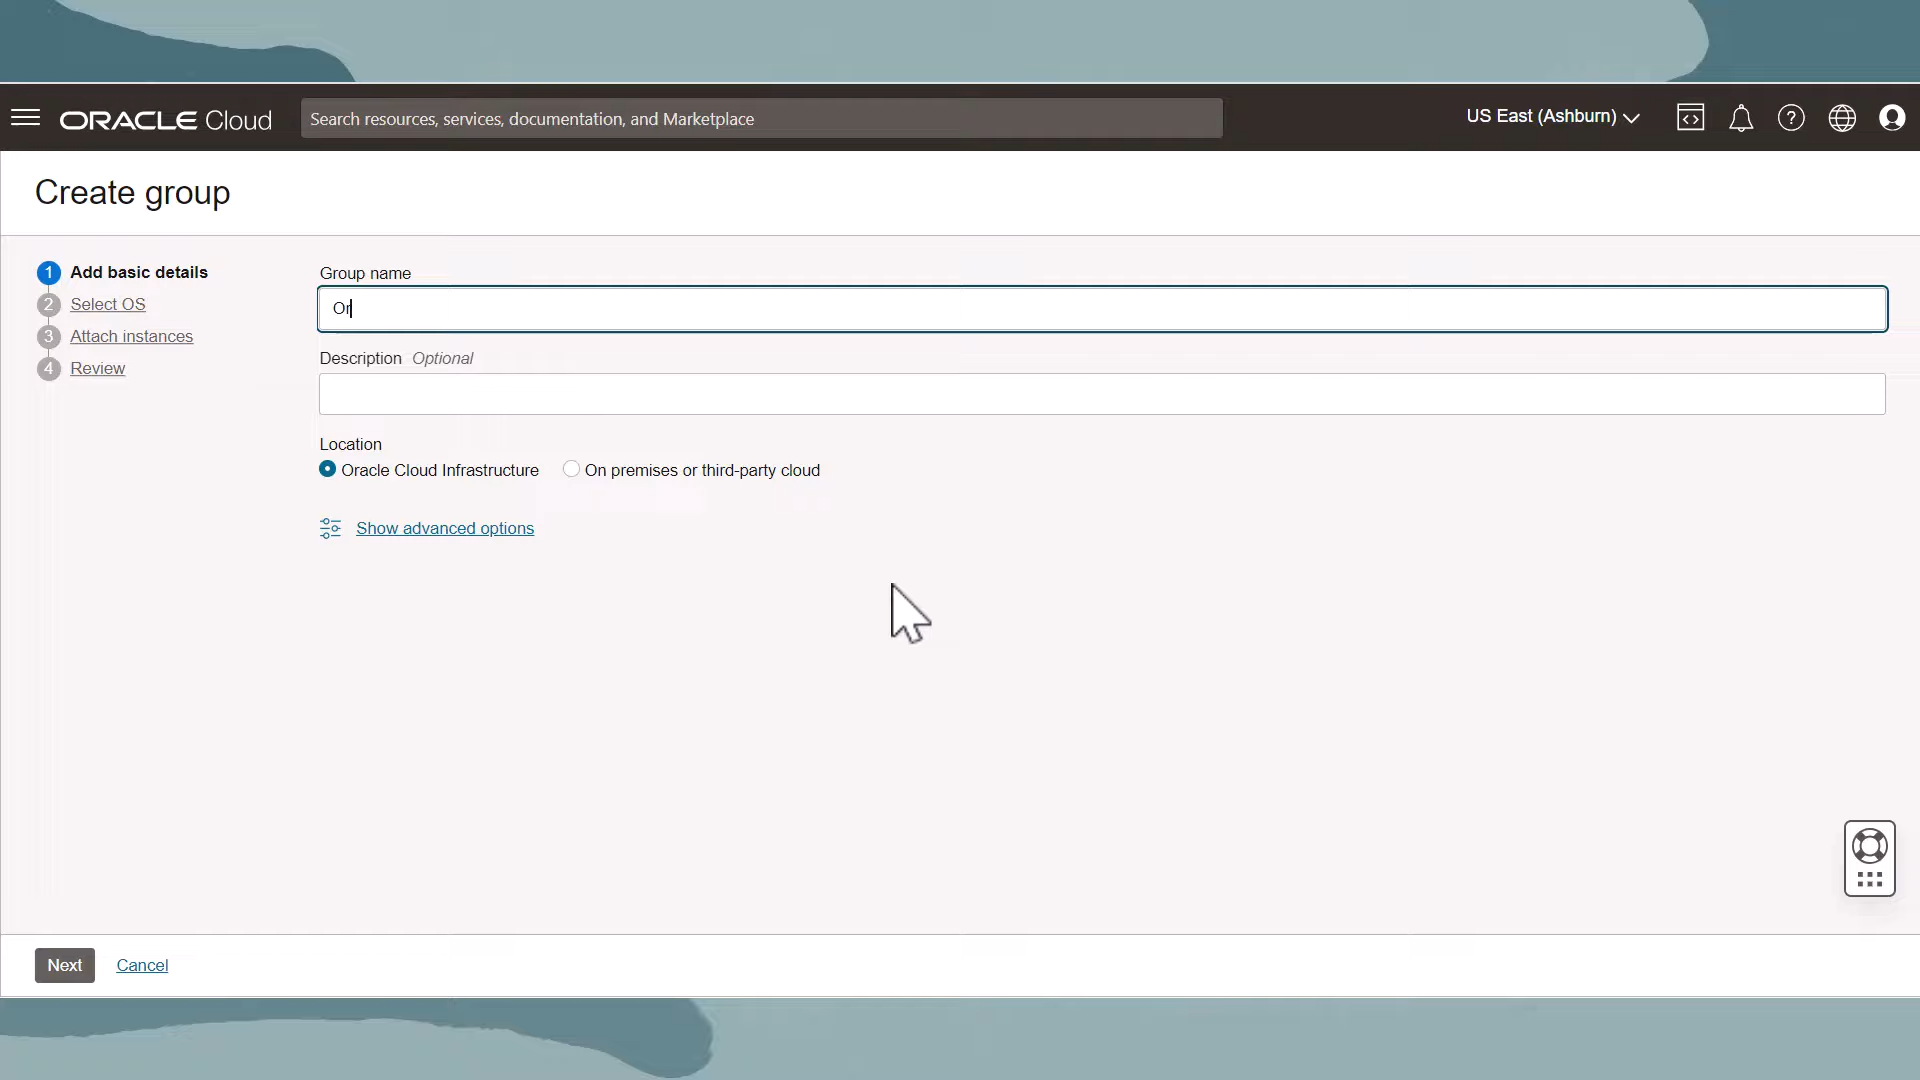 ORACLE Cloud
Search resources, services, documentation, and Marketplace
US East (Ashburn)
Create group
1 Add basic details
2 Select OS
3 Attach instances
4 Review
Group name
Or
Description Optional
Location
Oracle Cloud Infrastructure On premises or third-party cloud
Show advanced options
Next Cancel